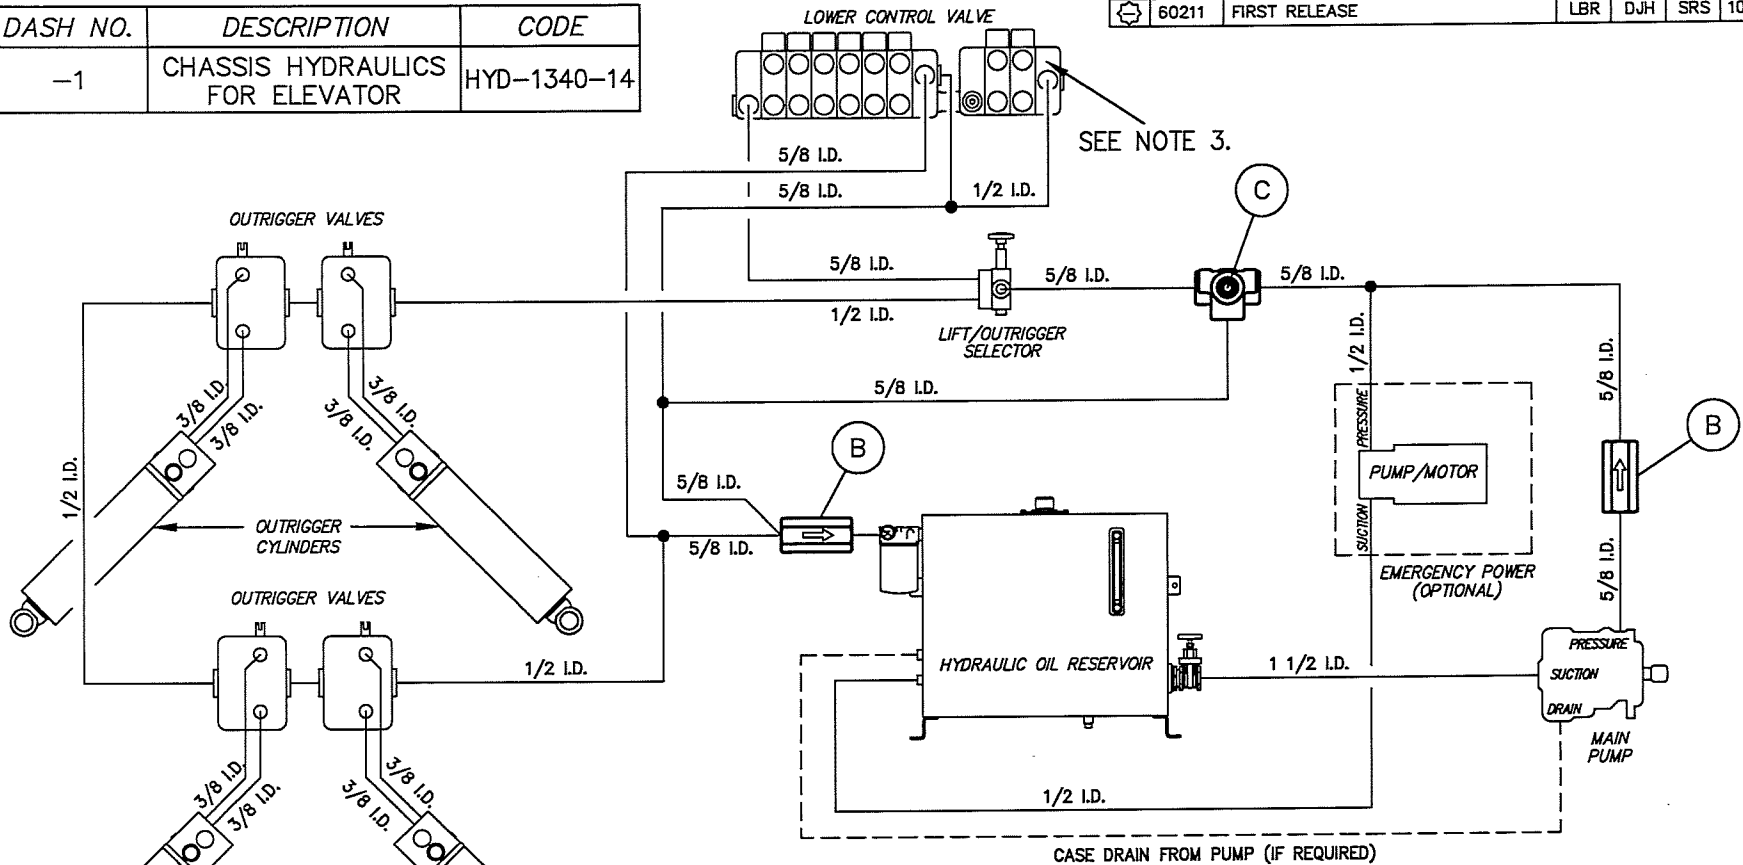 DASH NO. DESCRIPTION CODE
-1 CHASSIS HYDRAULICS FOR ELEVATOR HYD-1340-14
60211 FIRST RELEASE LBR DJH SRS 10
LOWER CONTROL VALVE
SEE NOTE 3.
5/8 I.D.
5/8 I.D.
1/2 I.D.
C
OUTRIGGER VALVES
5/8 I.D.
5/8 I.D.
5/8 I.D.
1/2 I.D.
LIFT/OUTRIGGER
SELECTOR
1/2 I.D.
5/8 I.D.
3/8 I.D.
3/8 I.D.
3/8 I.D.
3/8 I.D.
5/8 I.D.
PRESSURE
B
B
1/2 I.D.
PUMP/MOTOR
5/8 I.D.
OUTRIGGER
CYLINDERS
5/8 I.D.
SUCTION
5/8 I.D.
EMERGENCY POWER
(OPTIONAL)
OUTRIGGER VALVES
1/2 I.D.
HYDRAULIC OIL RESERVOIR
1 1/2 I.D.
PRESSURE
SUCTION
DRAIN
MAIN
PUMP
3/8 I.D.
3/8 I.D.
3/8 I.D.
3/8 I.D.
1/2 I.D.
CASE DRAIN FROM PUMP (IF REQUIRED)